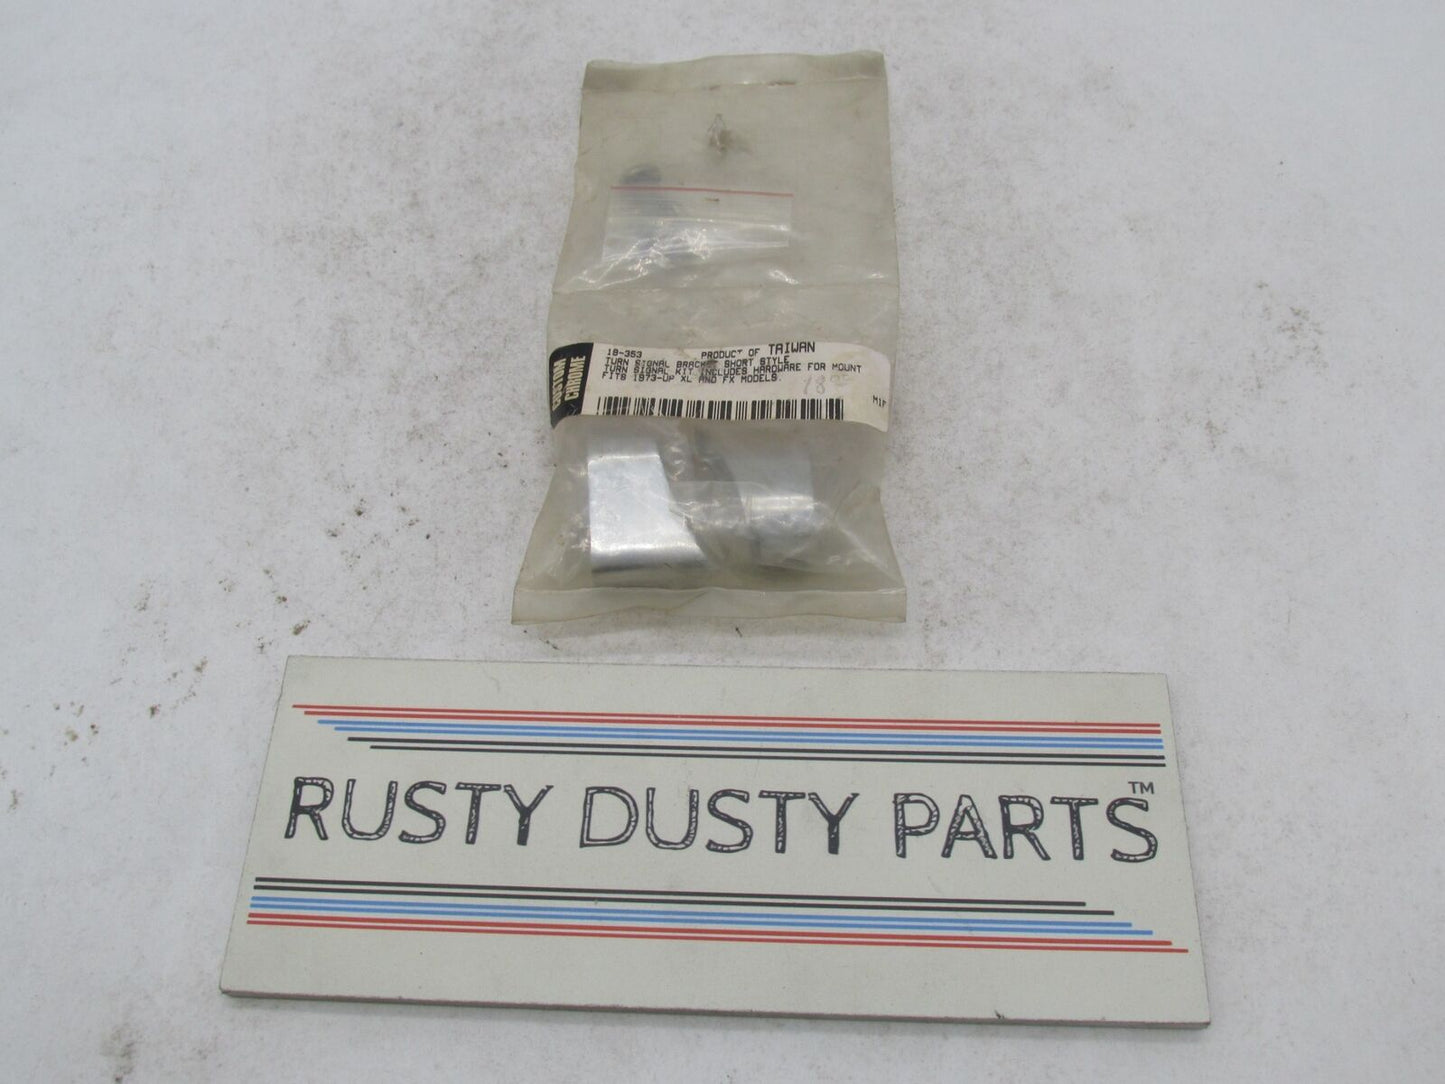 CUSTOM
CHROME
18-353 PRODUCT OF TAIWAN
TURN SIGNAL BRACKET SHORT STYLE
TURN SIGNAL KIT. INCLUDES HARDWARE FOR MOUNT
FITS 1973-UP XL AND FX MODELS.
RUSTY DUSTY PARTS™